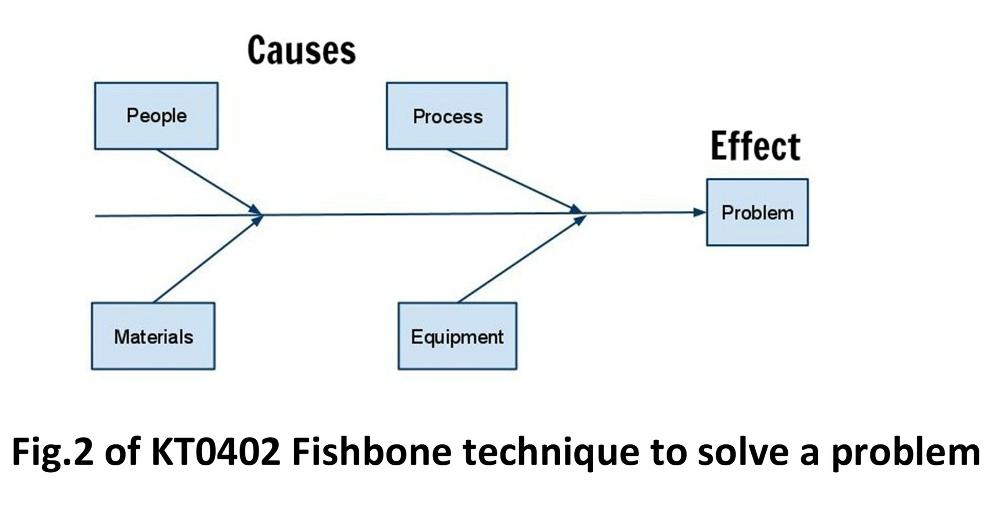 Causes
People
Process
Effect
Problem
Materials
Equipment
Fig.2 of KT0402 Fishbone technique to solve a problem